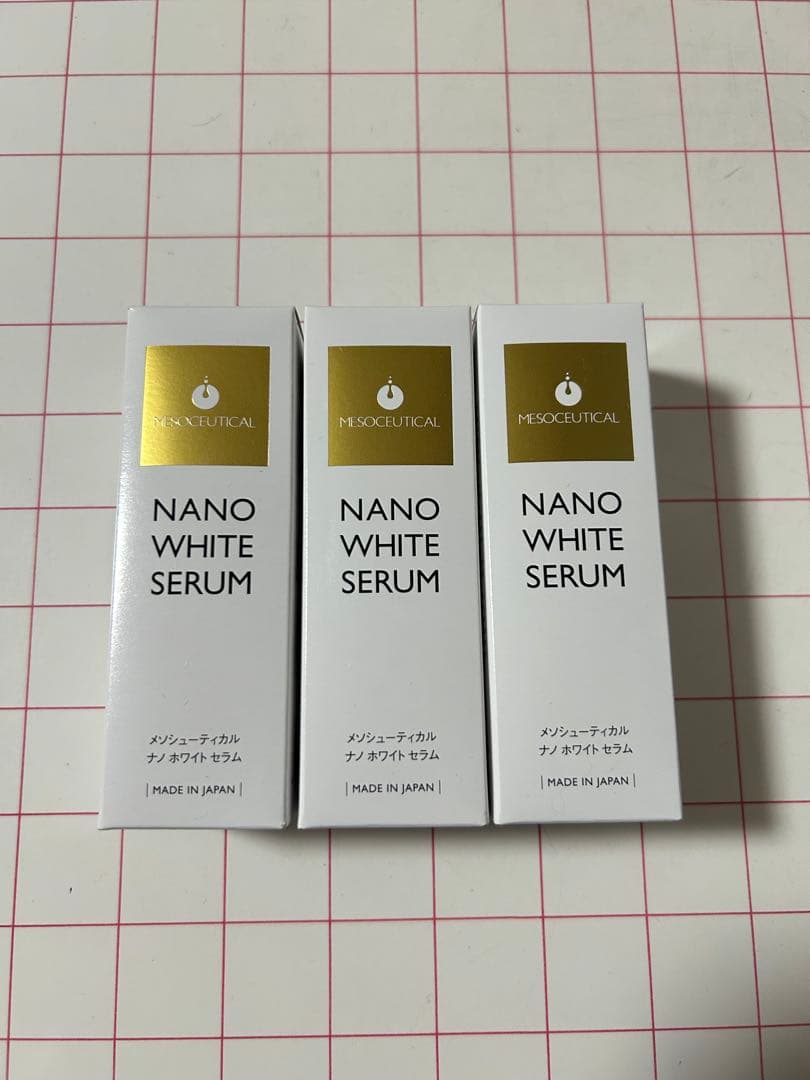 MESOCEUTICAL
NANO
WHITE
SERUM
メソシューティカル
ナノ ホワイト セラム
| MADE IN JAPAN |
MESOCEUTICAL
NANO
WHITE
SERUM
メソシューティカル
ナノ ホワイト セラム
| MADE IN JAPAN |
MESOCEUTICAL
NANO
WHITE
SERUM
メソシューティカル
ナノ ホワイト セラム
| MADE IN JAPAN |